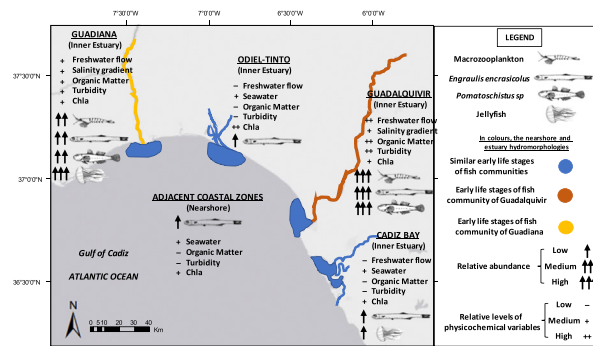 7°30'0"W
7°0'0"W
6°30'0"W
6°0'0"W
37°30'0"N
37°0'0"N
36°30'0"N
GUADIANA
(Inner Estuary)
+ Freshwater flow
+ Salinity gradient
+ Organic Matter
+ Turbidity
+ Chla
ODIEL-TINTO
(Inner Estuary)
− Freshwater flow
+ Seawater
− Organic Matter
− Turbidity
++ Chla
GUADALQUIVIR
(Inner Estuary)
++ Freshwater flow
+ Salinity gradient
++ Organic Matter
++ Turbidity
+ Chla
ADJACENT COASTAL ZONES
(Nearshore)
+ Seawater
− Organic Matter
− Turbidity
+ Chla
CADIZ BAY
(Inner Estuary)
− Freshwater flow
+ Seawater
− Organic Matter
− Turbidity
+ Chla
Gulf of Cadiz
ATLANTIC OCEAN
N
0 5 10 20 30 40
Km
LEGEND
Macrozooplankton
Engraulis encrasicolus
Pomatoschistus sp
Jellyfish
In colours, the nearshore and
estuary hydromorphologies
Similar early life stages
of fish communities
Early life stages of fish
community of Guadalquivir
Early life stages of fish
community of Guadiana
Relative abundance
Low
Medium
High
Relative levels of
physicochemical variables
Low −
Medium +
High ++